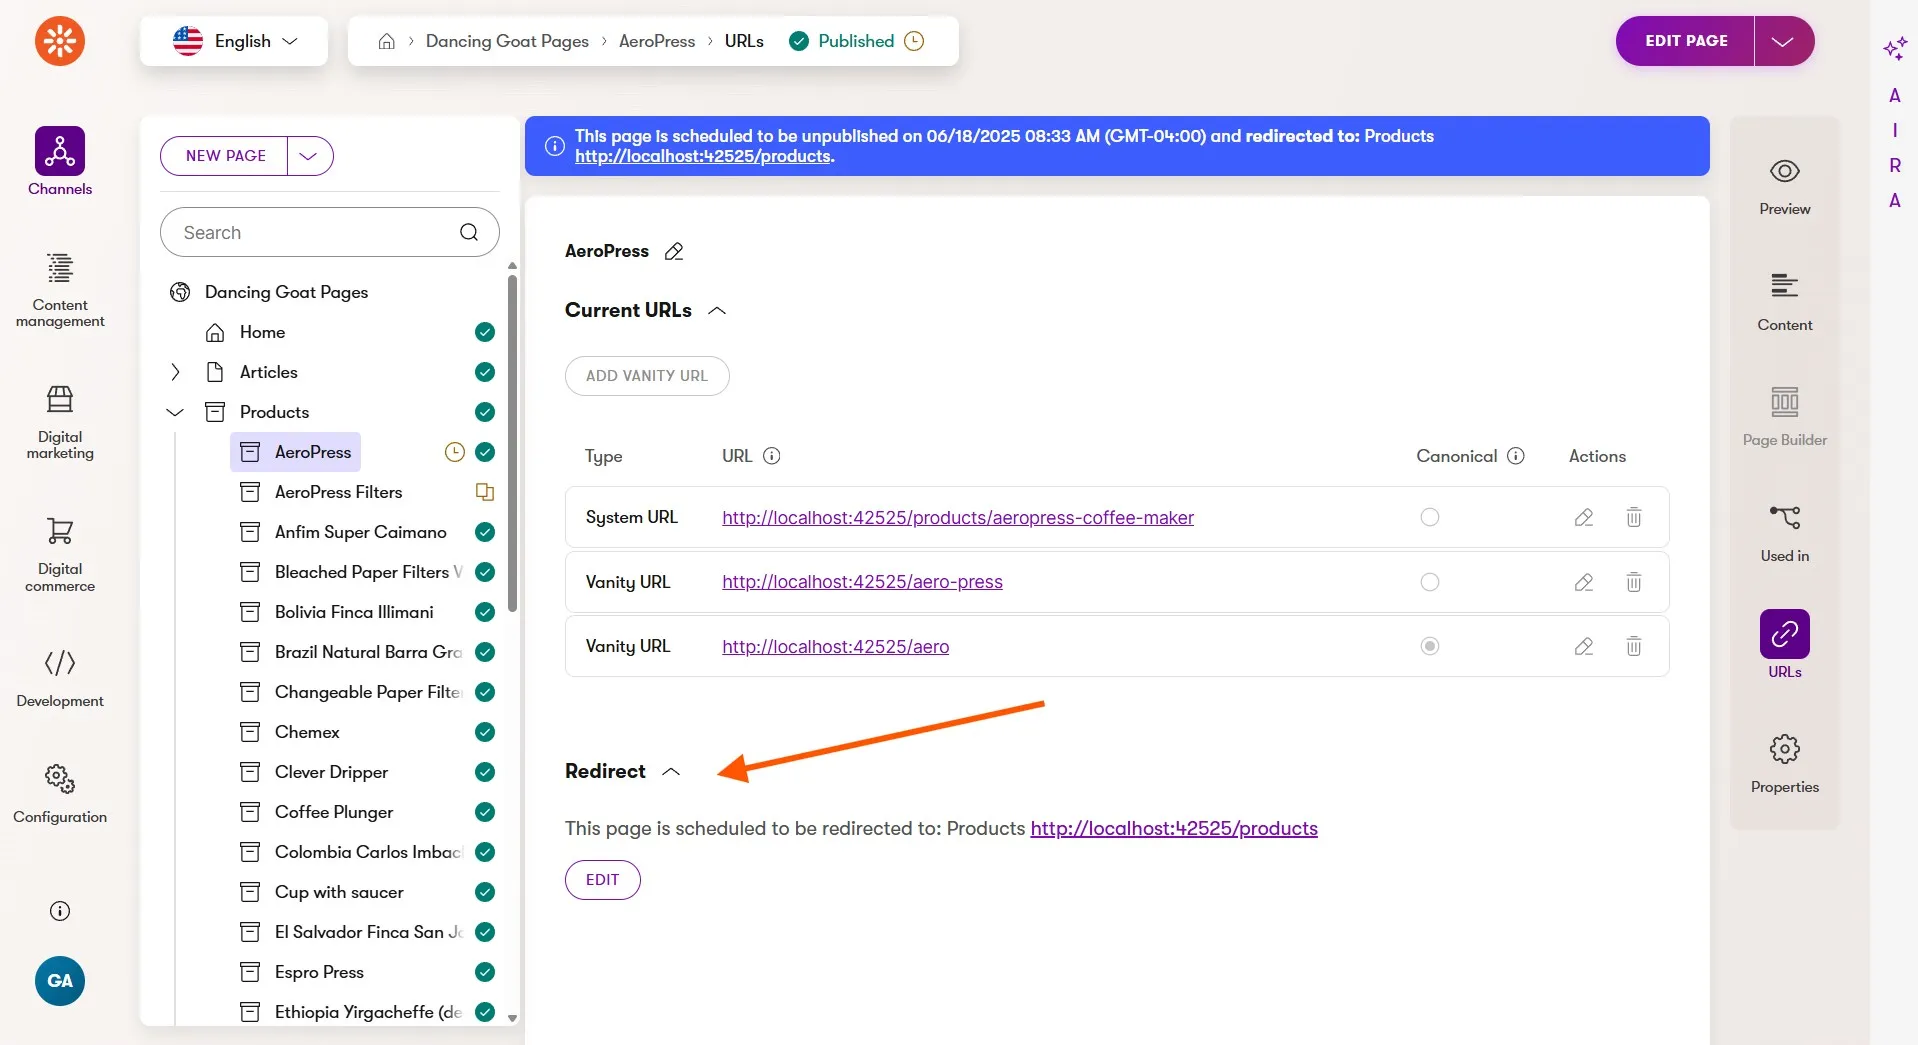 English
Dancing Goat Pages
AeroPress
URLs
Published
EDIT PAGE
A
I
R
A
Channels
Content
management
Digital
marketing
Digital
commerce
Development
Configuration
GA
NEW PAGE
Search
Dancing Goat Pages
Home
Articles
Products
AeroPress
AeroPress Filters
Anfim Super Caimano
Bleached Paper Filters
Bolivia Finca Illimani
Brazil Natural Barra Gra
Changeable Paper Filte
Chemex
Clever Dripper
Coffee Plunger
Colombia Carlos Imbac
Cup with saucer
El Salvador Finca San Jo
Espro Press
Ethiopia Yirgacheffe (de
This page is scheduled to be unpublished on 06/18/2025 08:33 AM (GMT-04:00) and redirected to: Products
http://localhost:42525/products.
AeroPress
Current URLs
ADD VANITY URL
Type URL Canonical Actions
System URL http://localhost:42525/products/aeropress-coffee-maker
Vanity URL http://localhost:42525/aero-press
Vanity URL http://localhost:42525/aero
Redirect
This page is scheduled to be redirected to: Products http://localhost:42525/products
EDIT
Preview
Content
Page Builder
Used in
URLs
Properties